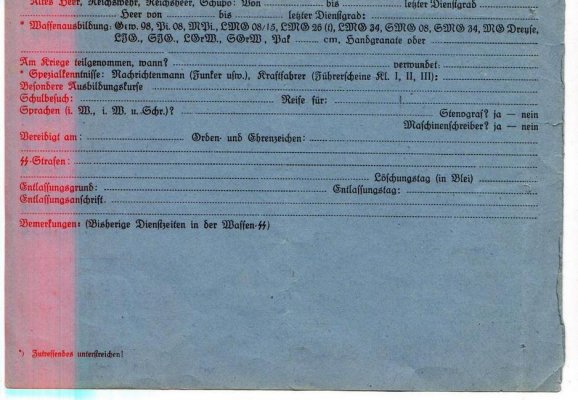 * Altes Heer, Reichswehr, Reichsheer, Schupo: Von bis letzter Dienstgrad
Heer von bis letzter Dienstgrad:
* Waffenausbildung: Gew. 98, Pi. 08, MPi., LMG 08/15, LMG 26 (t), LMG 34, SMG 08, SMG 34, MG Dreyse,
LJG., SJG., LGrW., SGrW., Pak cm, Handgranate oder
Am Kriege teilgenommen, wann? verwundet:
* Spezialkenntnisse: Nachrichtenmann (Funker usw.), Kraftfahrer (Führerscheine Kl. I, II, III):
Besondere Ausbildungskurse
Schulbesuch: Reife für:
Sprachen (i. W., i. W. u. Schr.)? Stenograf? ja — nein
Maschinenschreiber? ja — nein
Vereidigt am: Orden- und Ehrenzeichen:
ᛋᛋ-Strafen:
Löschungstag (in Blei)
Entlassungsgrund: Entlassungstag:
Entlassungsanschrift
Bemerkungen: (Bisherige Dienstzeiten in der Waffen-ᛋᛋ)
*) Zutreffendes unterstreichen!